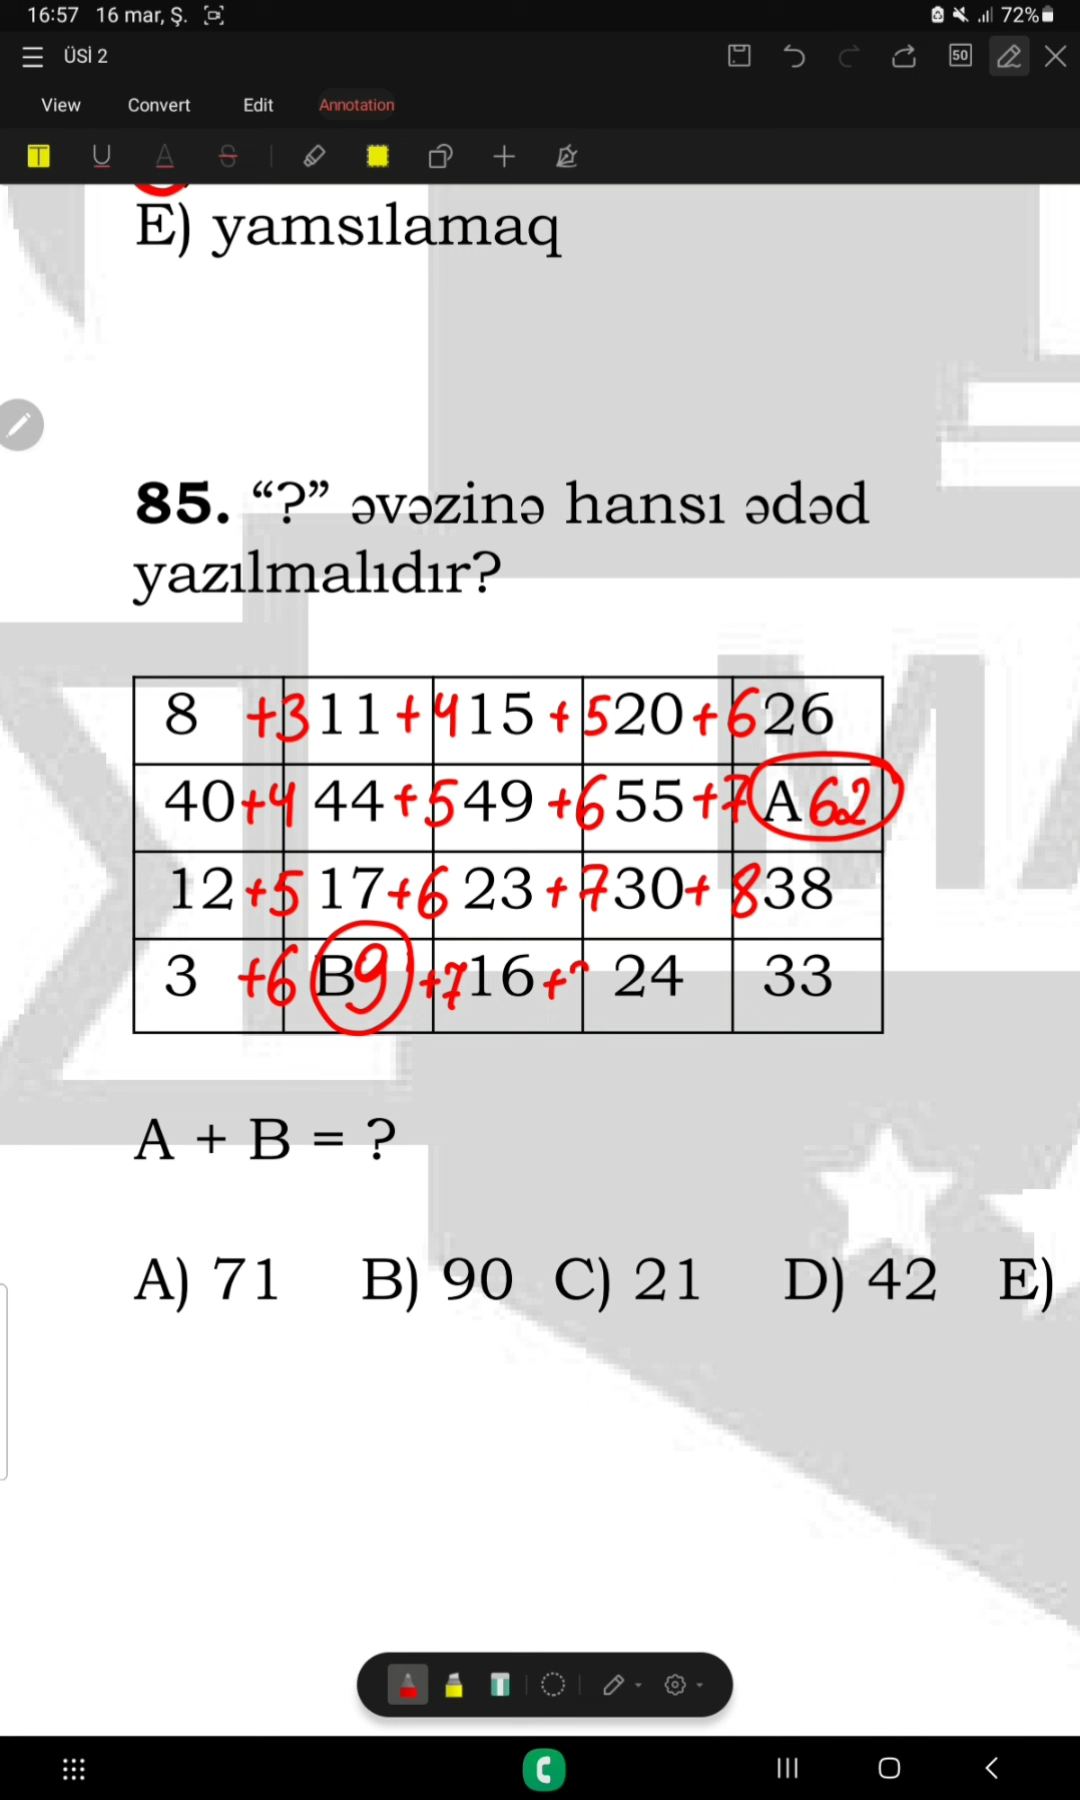 16:57 16 mar, Ş. 72%
ÜSİ 2 50
View Convert Edit Annotation
T U A S
E) yamsılamaq
85. “?” əvəzinə hansı ədəd
yazılmalıdır?
8 +3 11 +4 15 +5 20 +6 26
40 +4 44 +5 49 +6 55 +7 A 62
12 +5 17 +6 23 +7 30 + 8 38
3 +6 B 9 +7 16 + 24 33
A + B = ?
A) 71 B) 90 C) 21 D) 42 E)